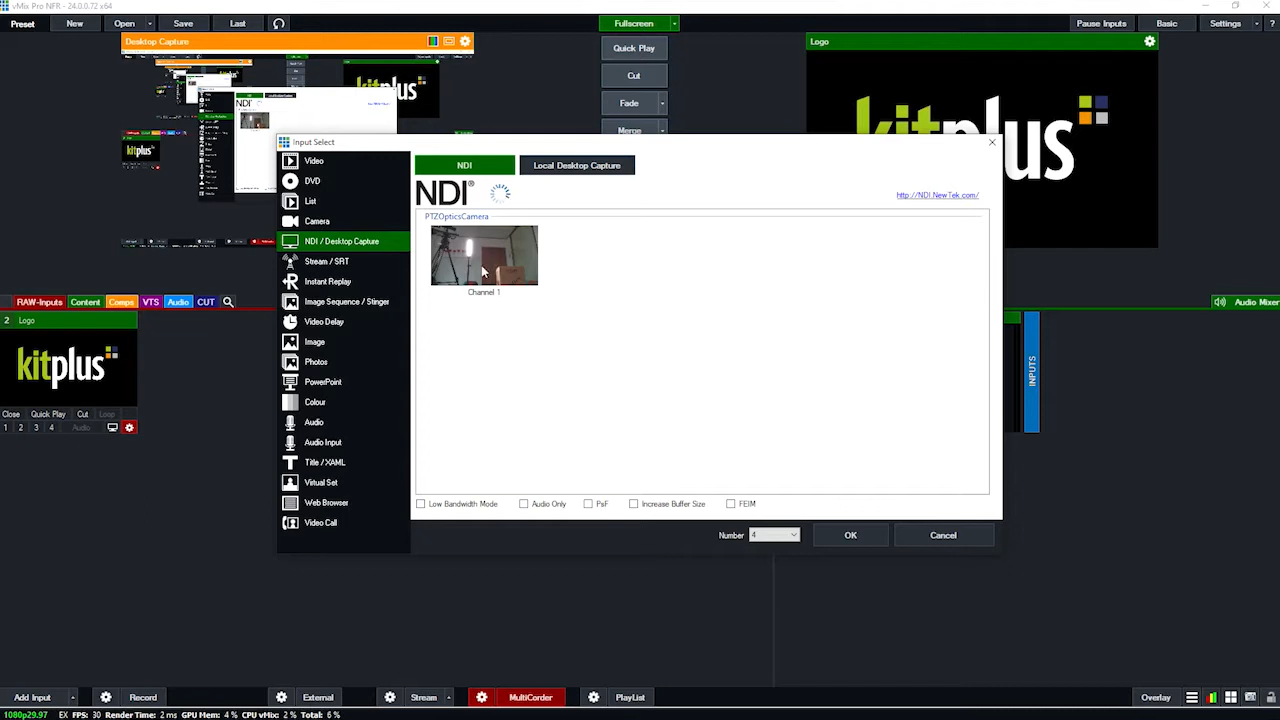 vMix Pro NFR - 24.0.0.72 x64
Preset New Open Save Last Fullscreen Pause Inputs Basic Settings ?
Desktop Capture
Quick Play
Cut
Fade
Merge
Logo
kitplus
Input Select
Video
DVD
List
Camera
NDI / Desktop Capture
Stream / SRT
Instant Replay
Image Sequence / Stinger
Video Delay
Image
Photos
PowerPoint
Colour
Audio
Audio Input
Title / XAML
Virtual Set
Web Browser
Video Call
NDI Local Desktop Capture
NDI®
http://NDI.NewTek.com/
PTZOpticsCamera
Channel 1
Low Bandwidth Mode Audio Only PsF Increase Buffer Size FEIM
Number 4 OK Cancel
RAW-Inputs Content Comps VTS Audio CUT
Audio Mixer
2 Logo
kitplus
Close Quick Play Cut Loop
1 2 3 4 Audio
INPUTS
Add Input Record External Stream MultiCorder PlayList Overlay
1080p29.97 EX FPS: 30 Render Time: 2 ms GPU Mem: 4 % CPU vMix: 2 % Total: 6 %